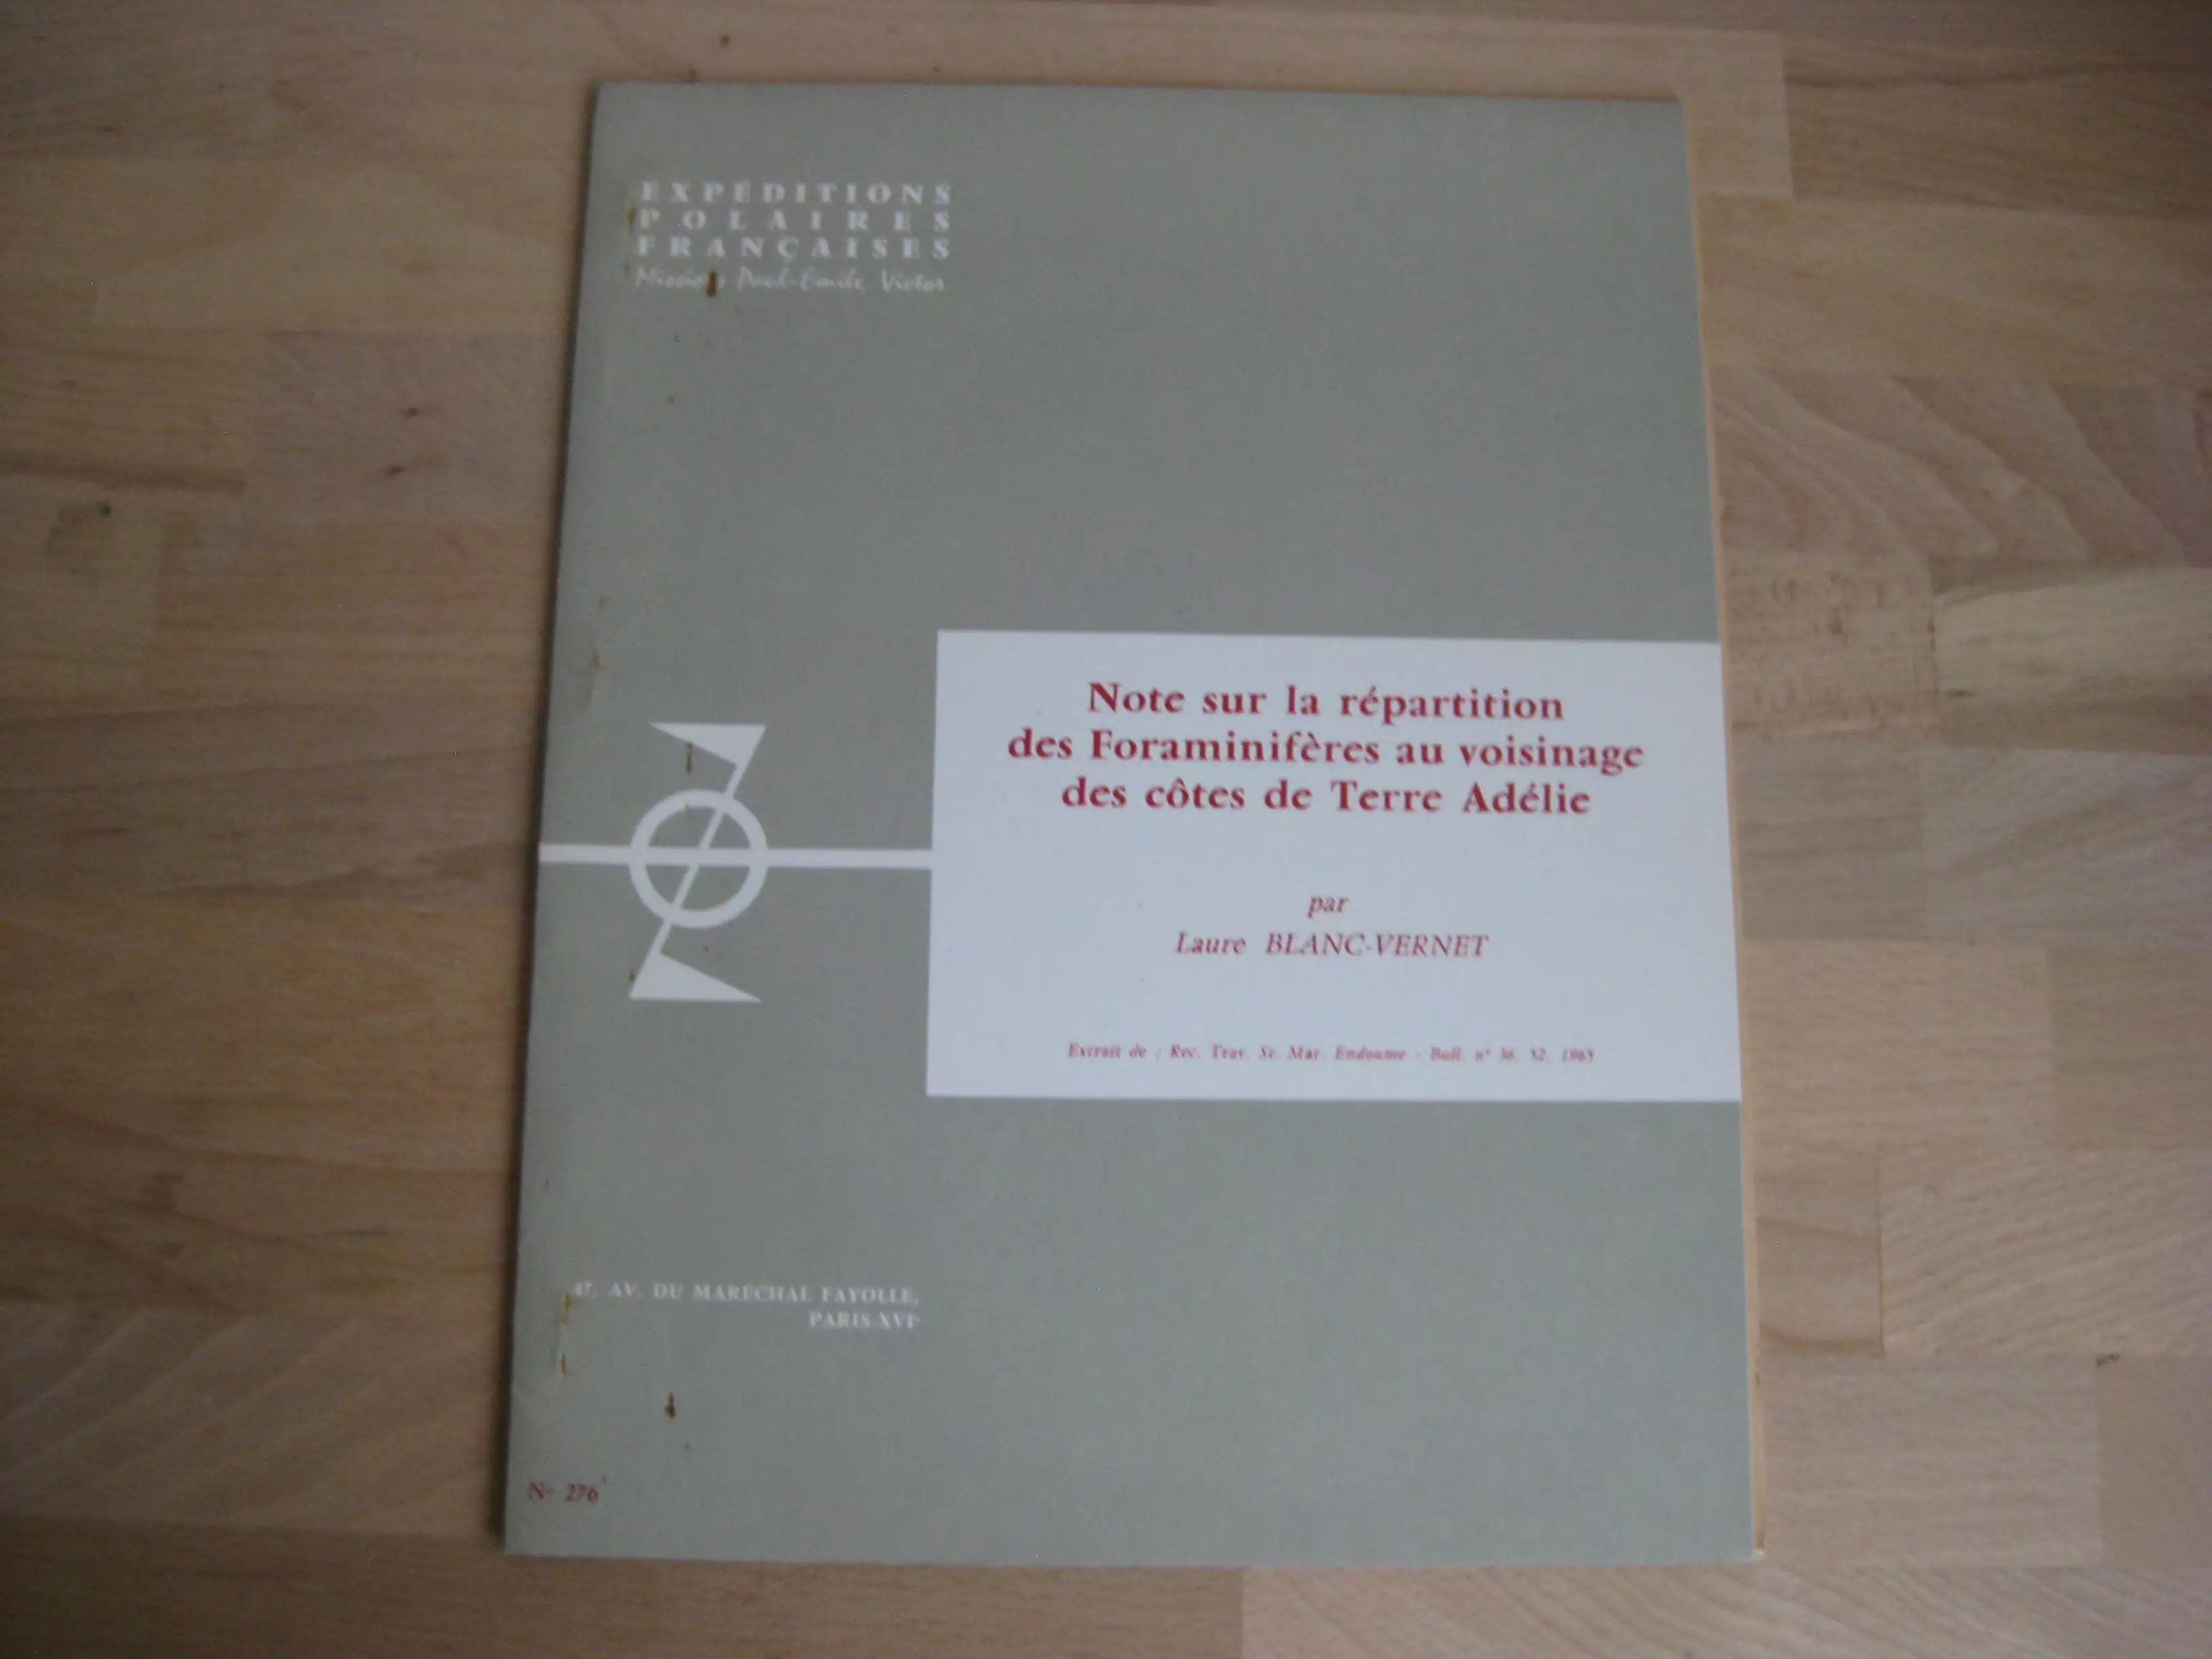 EXPÉDITIONS
POLAIRES
FRANÇAISES
Missions Paul-Emile Victor
Note sur la répartition
des Foraminifères au voisinage
des côtes de Terre Adélie
par
Laure BLANC-VERNET
Extrait de : Rec. Trav. St. Mar. Endoume - Bull. n° 36, 52, 1965
47, AV. DU MARÉCHAL FAYOLLE,
PARIS-XVIe
No 276